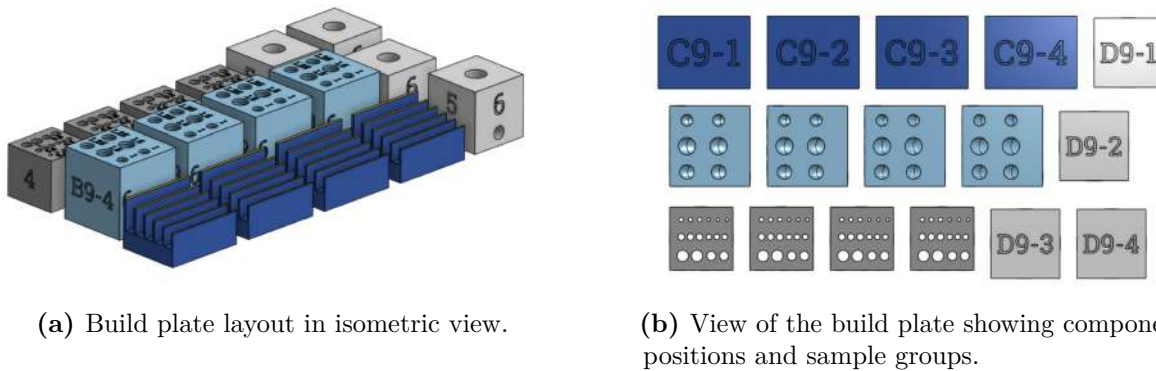 6
5
6
6
4
B9-4
C9-1 C9-2 C9-3 C9-4 D9-1
D9-2
D9-3 D9-4
(a) Build plate layout in isometric view.
(b) View of the build plate showing compone
positions and sample groups.